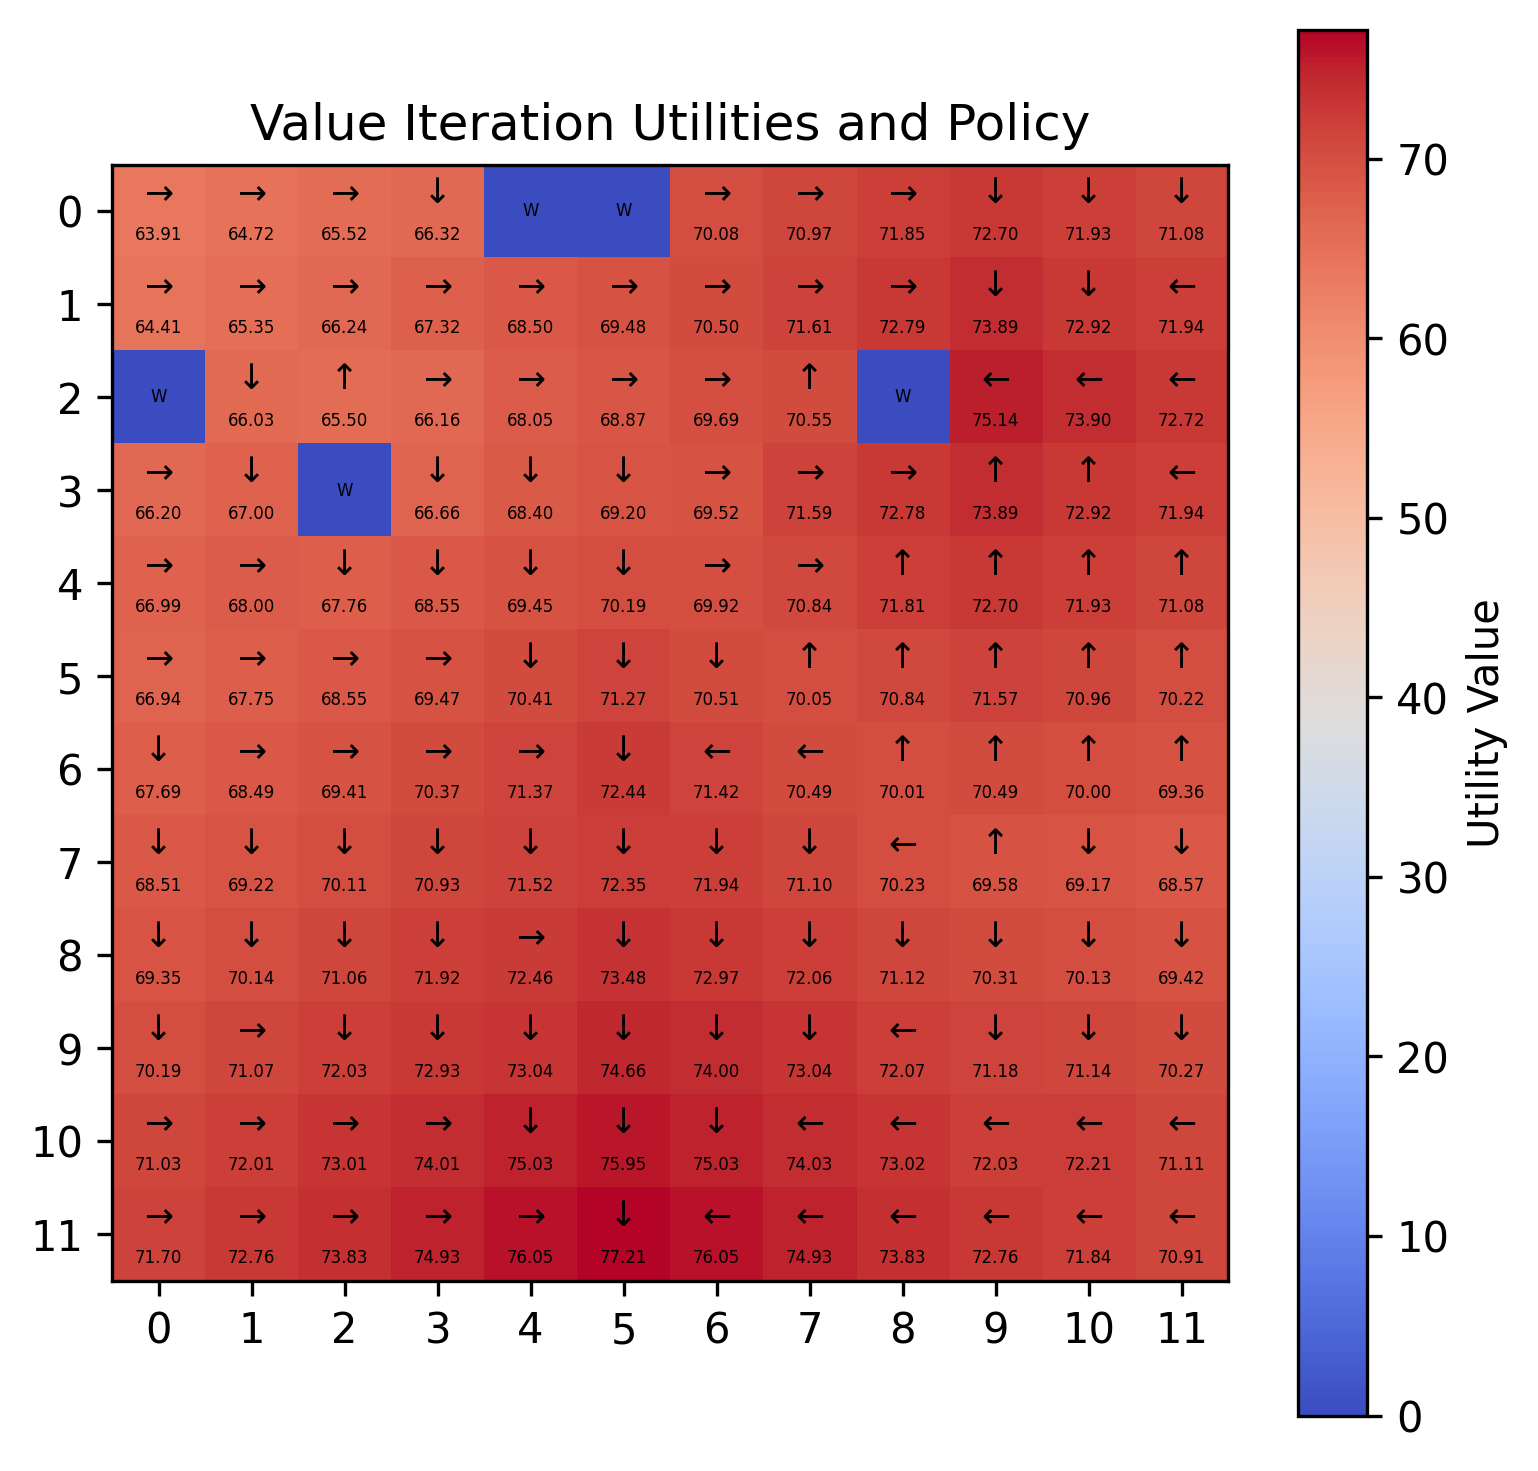 Value Iteration Utilities and Policy
0 → → → ↓ W W → → → ↓ ↓ ↓
63.91 64.72 65.52 66.32 70.08 70.97 71.85 72.70 71.93 71.08
1 → → → → → → → → → ↓ ↓ ←
64.41 65.35 66.24 67.32 68.50 69.48 70.50 71.61 72.79 73.89 72.92 71.94
2 W ↓ ↑ → → → → ↑ W ← ← ←
66.03 65.50 66.16 68.05 68.87 69.69 70.55 75.14 73.90 72.72
3 → ↓ W ↓ ↓ ↓ → → → ↑ ↑ ←
66.20 67.00 66.66 68.40 69.20 69.52 71.59 72.78 73.89 72.92 71.94
4 → → ↓ ↓ ↓ ↓ → → ↑ ↑ ↑ ↑
66.99 68.00 67.76 68.55 69.45 70.19 69.92 70.84 71.81 72.70 71.93 71.08
5 → → → → ↓ ↓ ↓ ↑ ↑ ↑ ↑ ↑
66.94 67.75 68.55 69.47 70.41 71.27 70.51 70.05 70.84 71.57 70.96 70.22
6 ↓ → → → → ↓ ← ← ↑ ↑ ↑ ↑
67.69 68.49 69.41 70.37 71.37 72.44 71.42 70.49 70.01 70.49 70.00 69.36
7 ↓ ↓ ↓ ↓ ↓ ↓ ↓ ↓ ← ↑ ↓ ↓
68.51 69.22 70.11 70.93 71.52 72.35 71.94 71.10 70.23 69.58 69.17 68.57
8 ↓ ↓ ↓ ↓ → ↓ ↓ ↓ ↓ ↓ ↓ ↓
69.35 70.14 71.06 71.92 72.46 73.48 72.97 72.06 71.12 70.31 70.13 69.42
9 ↓ → ↓ ↓ ↓ ↓ ↓ ↓ ← ↓ ↓ ↓
70.19 71.07 72.03 72.93 73.04 74.66 74.00 73.04 72.07 71.18 71.14 70.27
10 → → → → ↓ ↓ ↓ ← ← ← ← ←
71.03 72.01 73.01 74.01 75.03 75.95 75.03 74.03 73.02 72.03 72.21 71.11
11 → → → → → ↓ ← ← ← ← ← ←
71.70 72.76 73.83 74.93 76.05 77.21 76.05 74.93 73.83 72.76 71.84 70.91
0 1 2 3 4 5 6 7 8 9 10 11
70
60
50
40
30
20
10
0
Utility Value